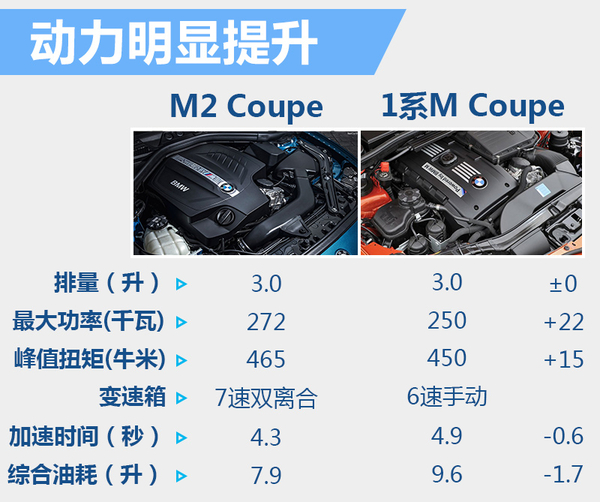 动力明显提升
M2 Coupe 1系M Coupe
BMW
排量（升） 3.0 3.0 ±0
最大功率(千瓦) 272 250 +22
峰值扭矩(牛米) 465 450 +15
变速箱 7速双离合 6速手动
加速时间（秒） 4.3 4.9 -0.6
综合油耗（升） 7.9 9.6 -1.7